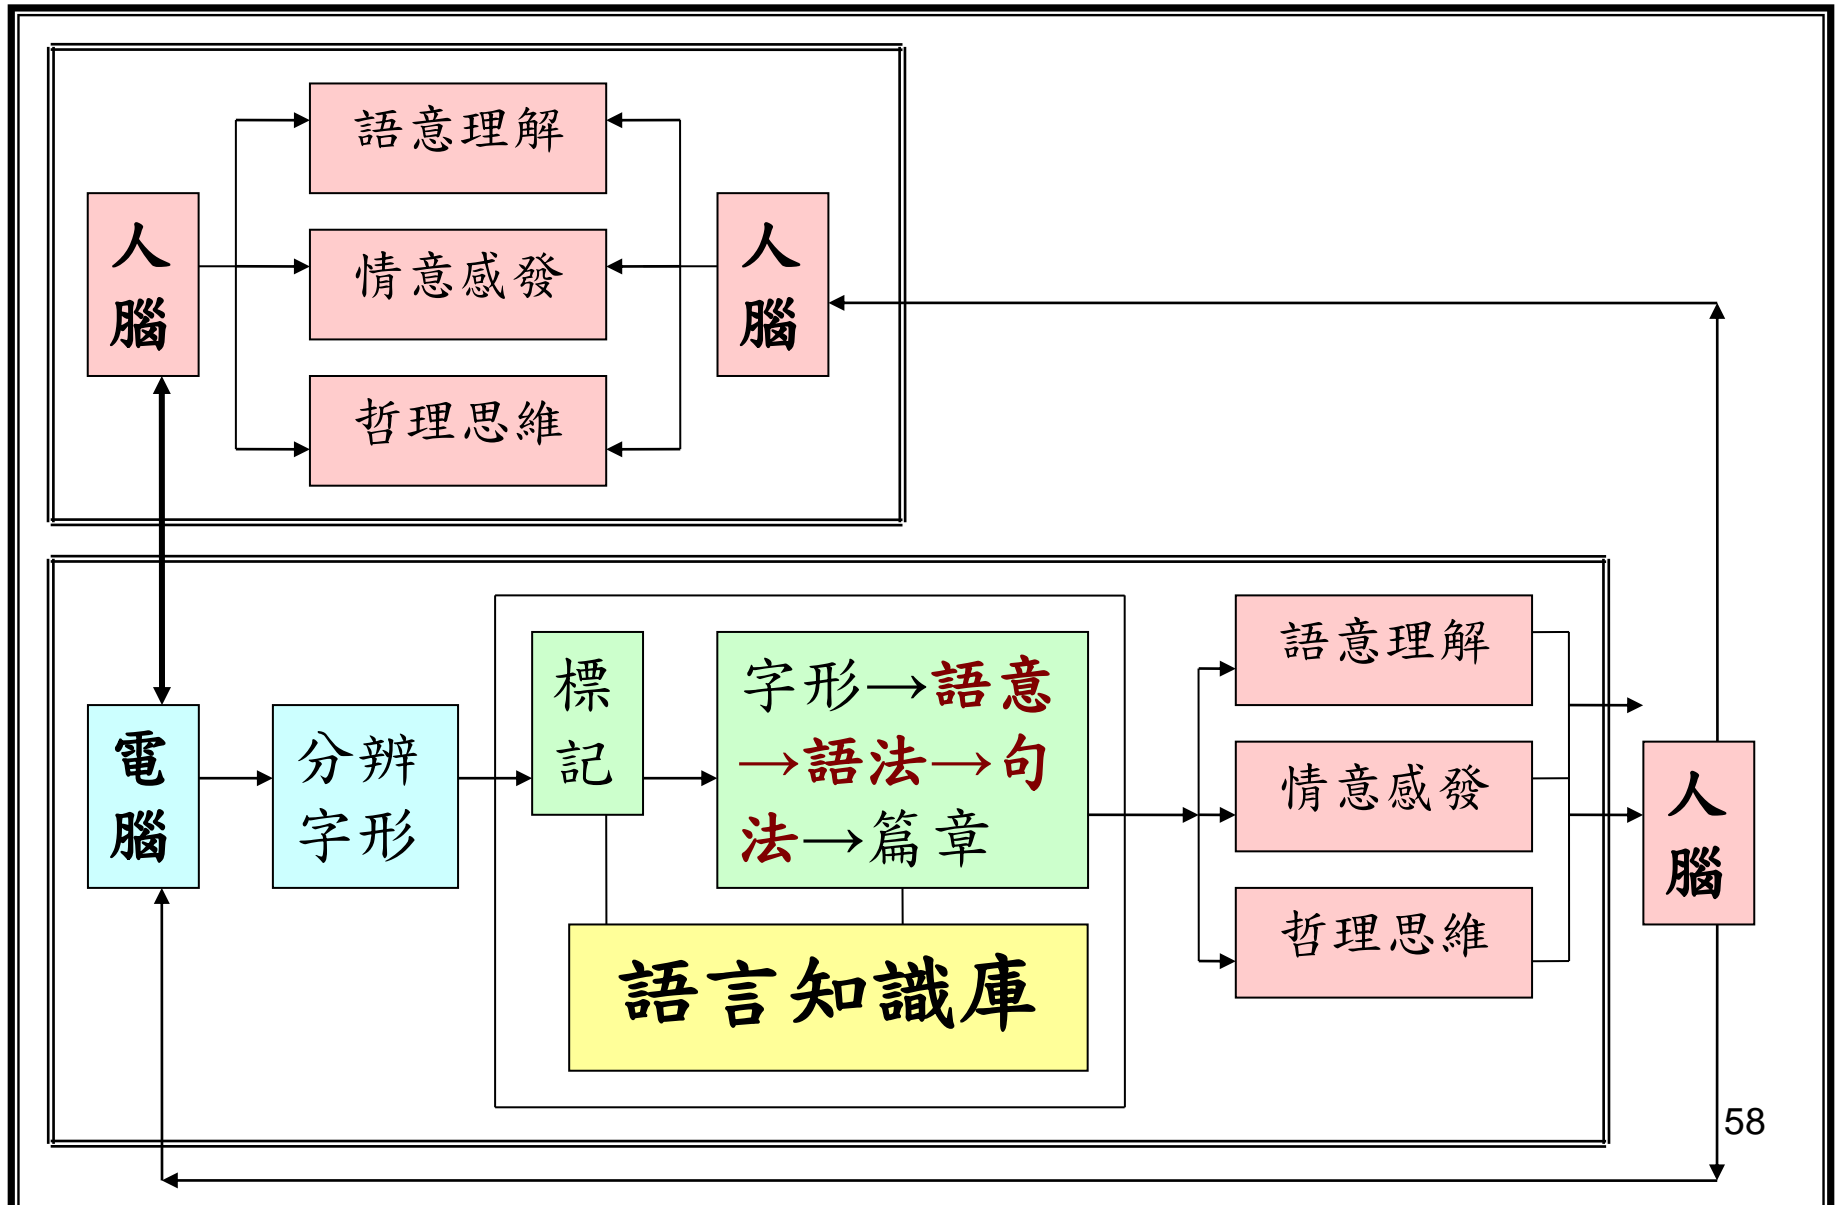 語意理解
人
腦
情意感發
人
腦
哲理思維
電
腦
分辨
字形
標
記
字形→語意
→語法→句
法→篇章
語言知識庫
語意理解
情意感發
哲理思維
人
腦
58